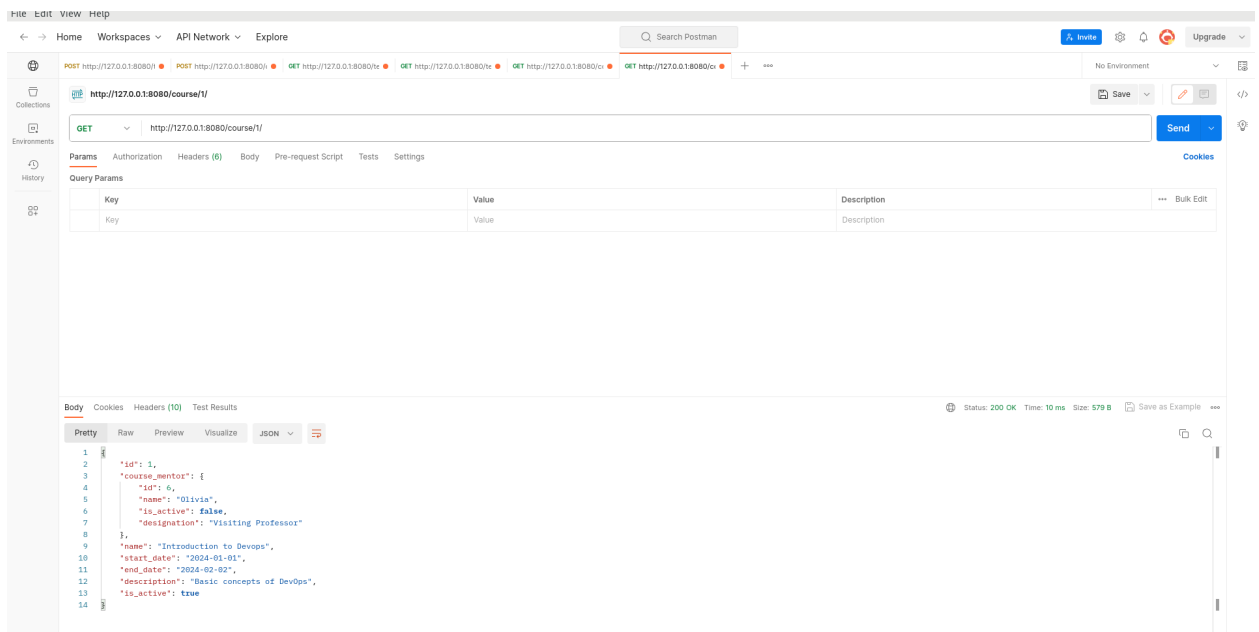 File Edit View Help
← → Home Workspaces API Network Explore Search Postman Invite Upgrade
POST http://127.0.0.1:8080/t POST http://127.0.0.1:8080/ GET http://127.0.0.1:8080/te GET http://127.0.0.1:8080/te GET http://127.0.0.1:8080/c GET http://127.0.0.1:8080/c + ooo No Environment
Collections
Environments
History
HTTP http://127.0.0.1:8080/course/1/ Save </>
GET http://127.0.0.1:8080/course/1/ Send
Params Authorization Headers (6) Body Pre-request Script Tests Settings Cookies
Query Params
Key Value Description ooo Bulk Edit
Key Value Description
Body Cookies Headers (10) Test Results Status: 200 OK Time: 10 ms Size: 579 B Save as Example ooo
Pretty Raw Preview Visualize JSON
1 {
2 "id": 1,
3 "course_mentor": {
4 "id": 6,
5 "name": "Olivia",
6 "is_active": false,
7 "designation": "Visiting Professor"
8 },
9 "name": "Introduction to Devops",
10 "start_date": "2024-01-01",
11 "end_date": "2024-02-02",
12 "description": "Basic concepts of DevOps",
13 "is_active": true
14 }